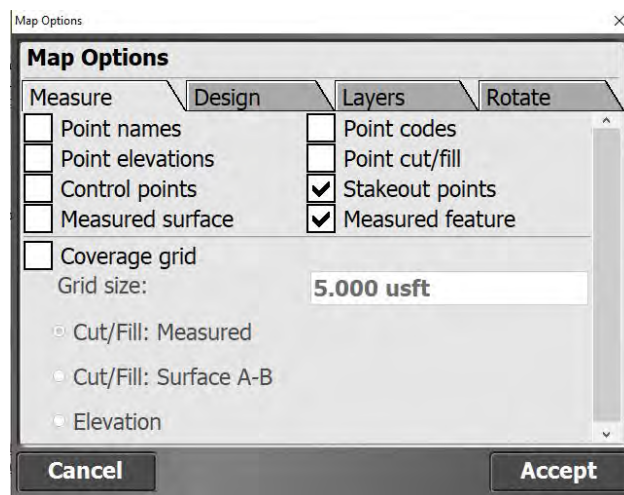 Map Options
Map Options
Measure Design Layers Rotate
Point names Point codes
Point elevations Point cut/fill
Control points Stakeout points
Measured surface Measured feature
Coverage grid
Grid size: 5.000 usft
Cut/Fill: Measured
Cut/Fill: Surface A-B
Elevation
Cancel Accept